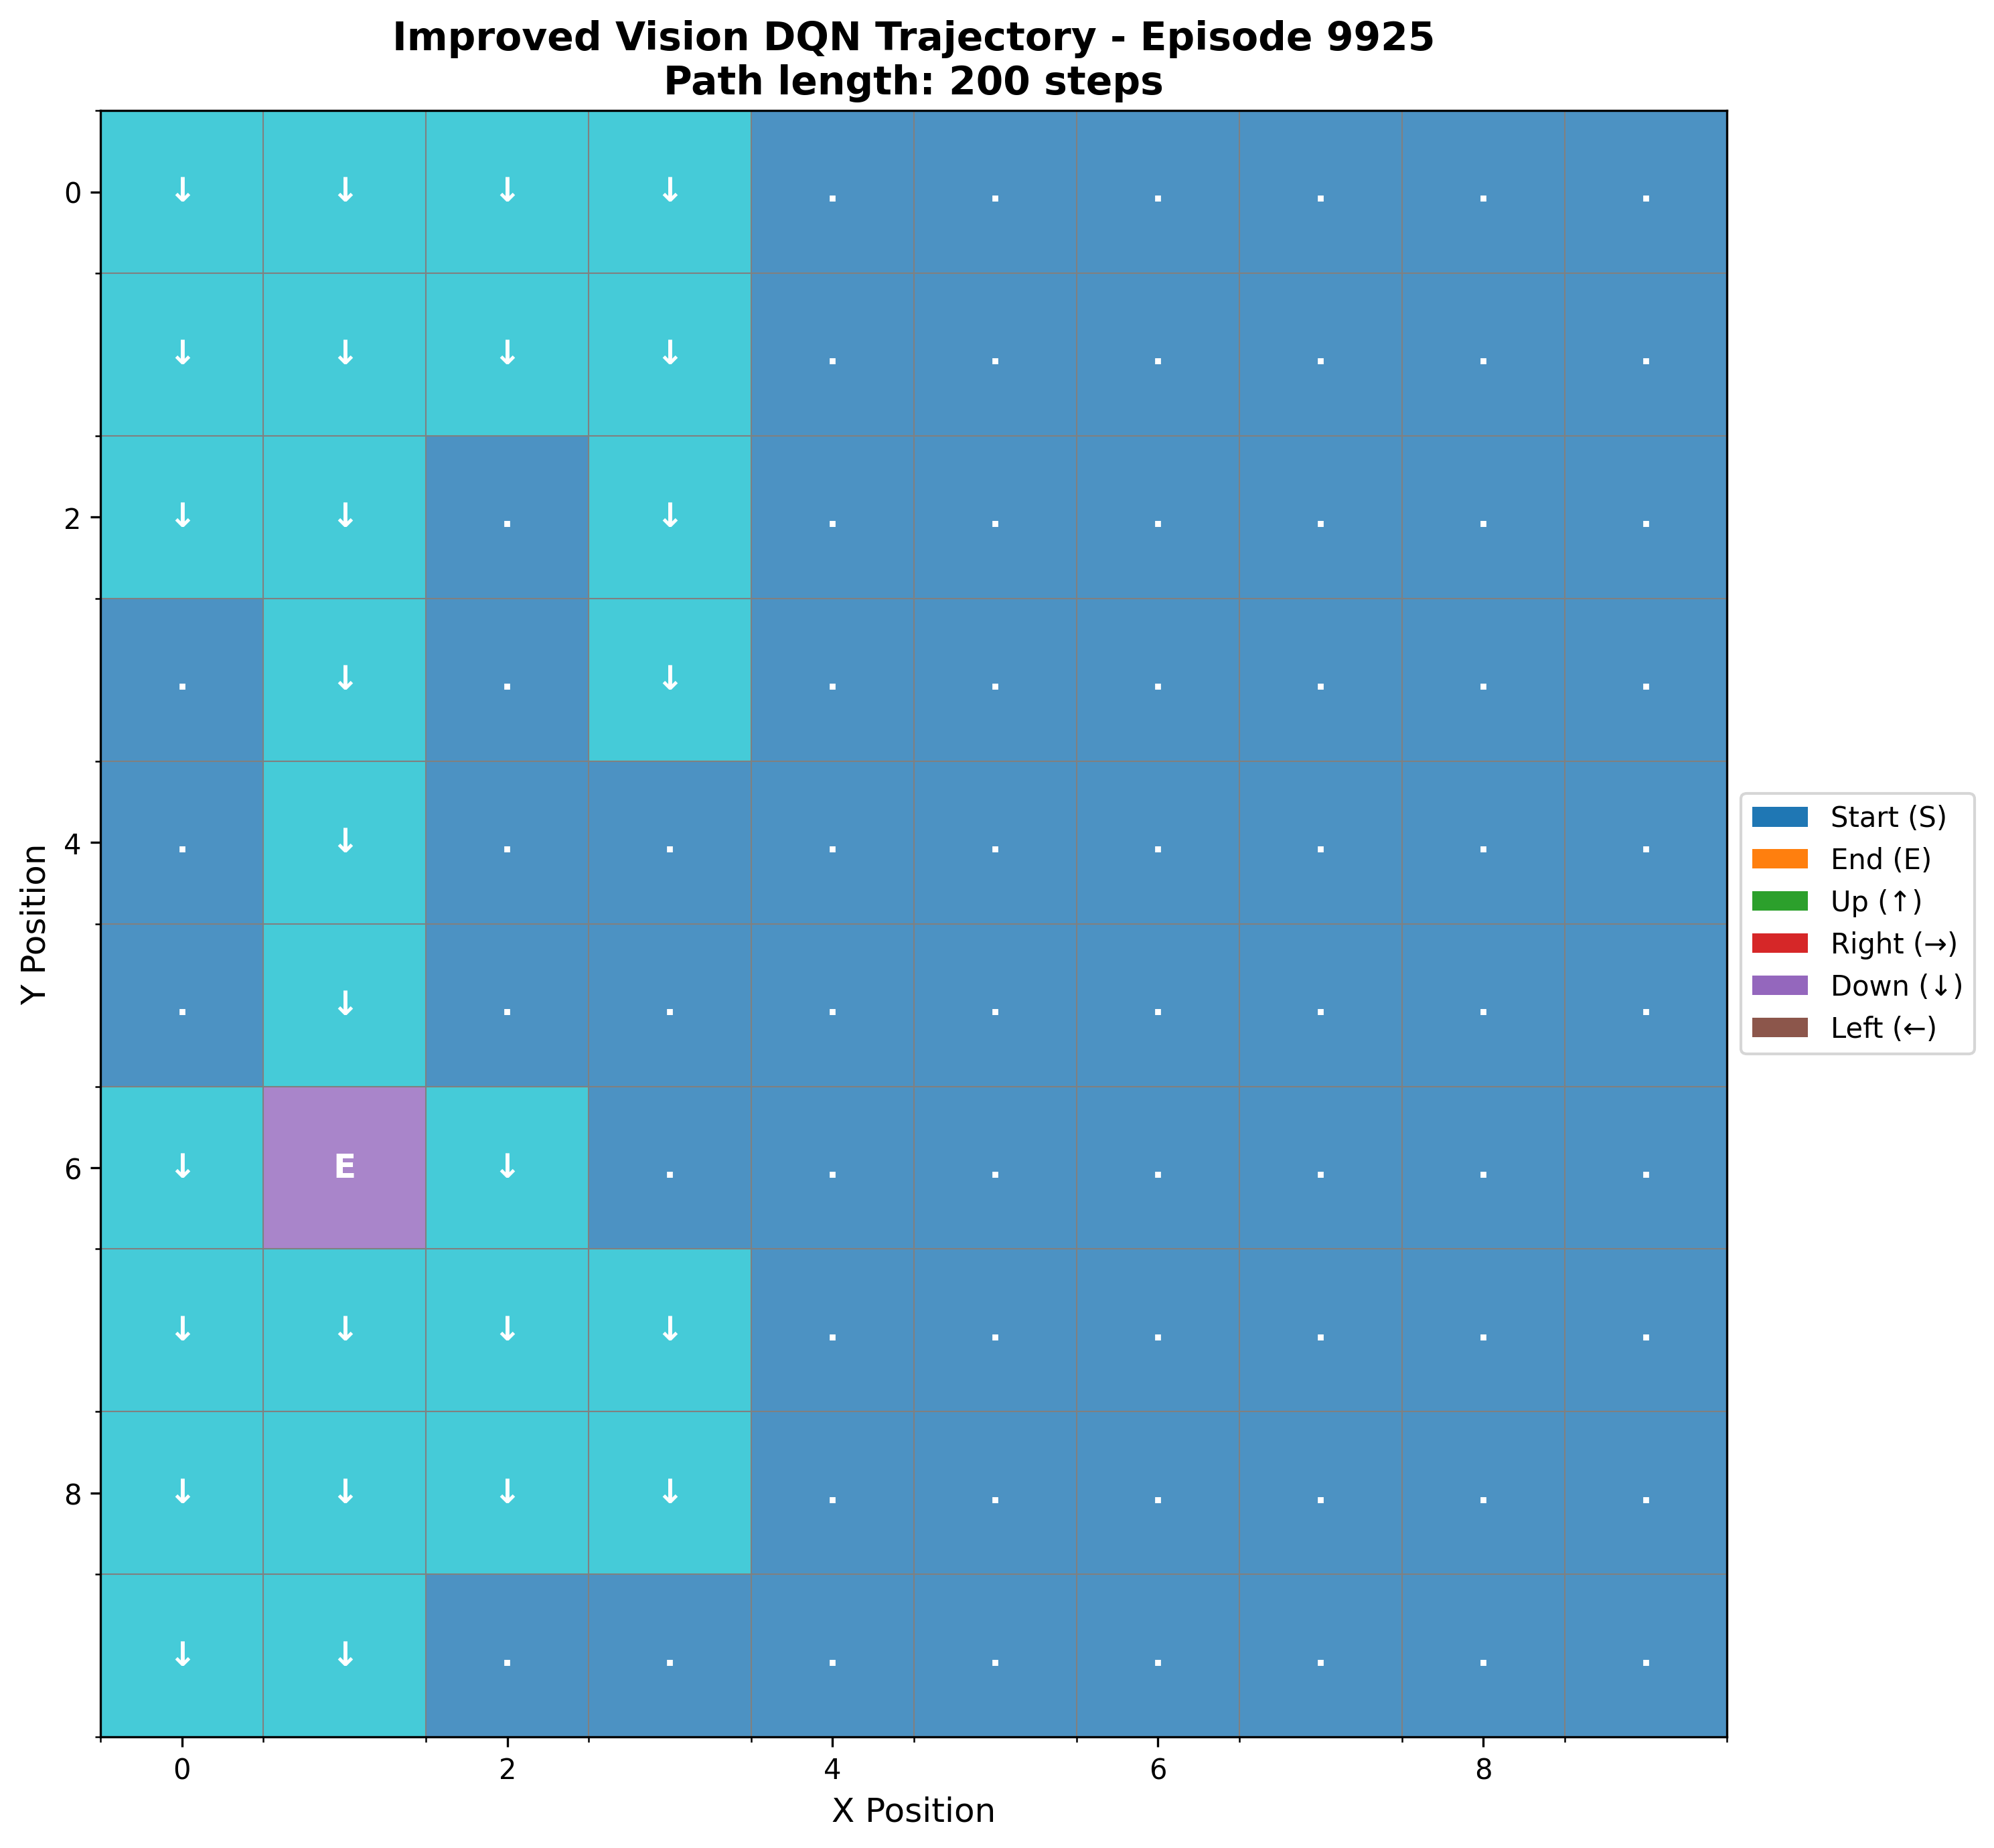 Improved Vision DQN Trajectory - Episode 9925
Path length: 200 steps
0 ↓ ↓ ↓ ↓ . . . . . .
↓ ↓ ↓ ↓ . . . . . .
2 ↓ ↓ . ↓ . . . . . .
. ↓ . ↓ . . . . . .
4 . ↓ . . . . . . . .
. ↓ . . . . . . . .
6 ↓ E ↓ . . . . . . .
↓ ↓ ↓ ↓ . . . . . .
8 ↓ ↓ ↓ ↓ . . . . . .
↓ ↓ . . . . . . . .
0 2 4 6 8
X Position
Y Position
Start (S)
End (E)
Up (↑)
Right (→)
Down (↓)
Left (←)